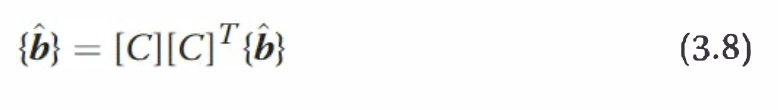 {b̂} = [C][C]ᵀ{b̂} (3.8)